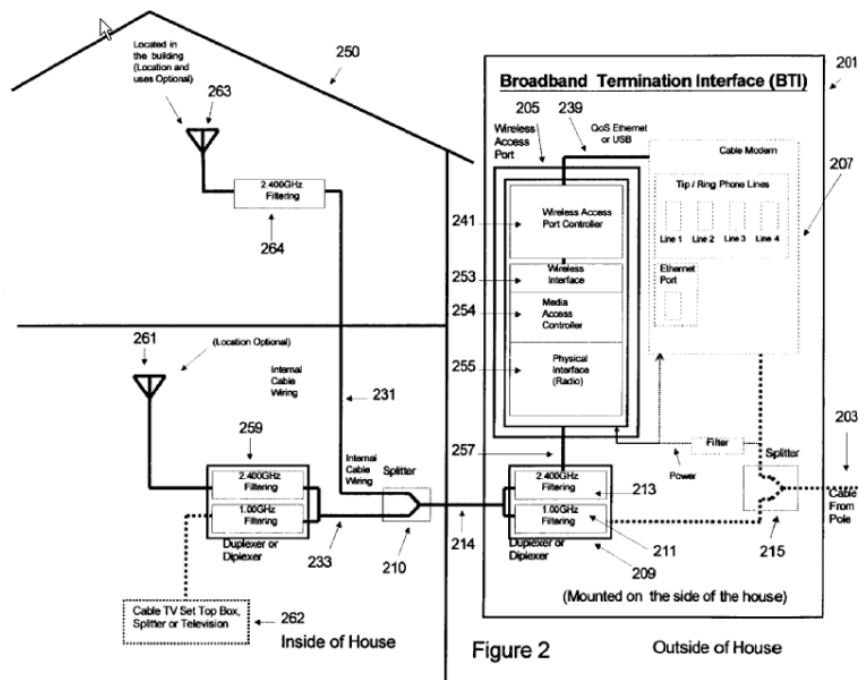 Located in
the building
(Location and
uses Optional)
263
250
2.400GHz
Filtering
264
261
(Location Optional)
Internal
Cable
Wiring
231
259
Internal
Cable
Wiring
Splitter
2.400GHz
Filtering
1.00GHz
Filtering
Duplexer or
Diplexer
233
210
214
Cable TV Set Top Box,
Splitter or Television
262
Inside of House
Broadband Termination Interface (BTI)
201
205
239
Wireless
Access
Port
QoS Ethernet
or USB
Cable Modem
207
Tip / Ring Phone Lines
Line 1 Line 2 Line 3 Line 4
Ethernet
Port
241
Wireless Access
Port Controller
253
Wireless
Interface
254
Media
Access
Controller
255
Physical
Interface
(Radio)
257
Filter
Power
Splitter
203
Cable
From
Pole
215
2.400GHz
Filtering
213
1.00GHz
Filtering
211
Duplexer or
Diplexer
209
(Mounted on the side of the house)
Figure 2
Outside of House